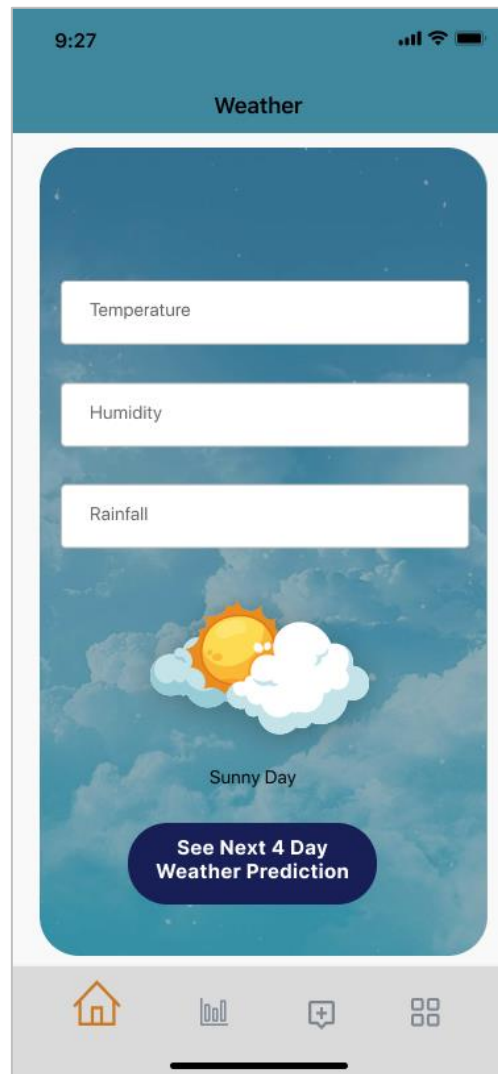 9:27
Weather
Temperature
Humidity
Rainfall
Sunny Day
See Next 4 Day
Weather Prediction